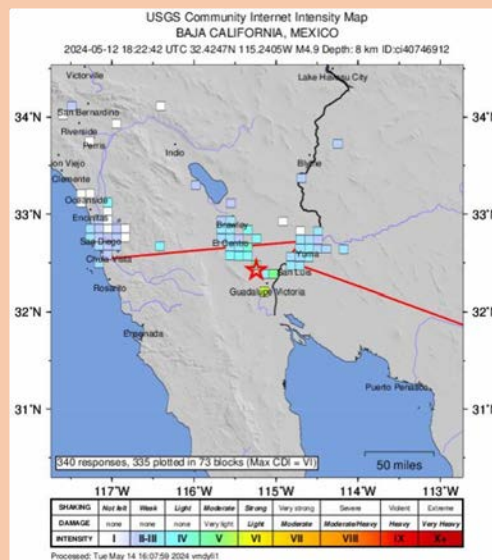 USGS Community Internet Intensity Map
BAJA CALIFORNIA, MEXICO
2024-05-12 18:22:42 UTC 32.4247N 115.2405W M4.9 Depth: 8 km ID:ci40746912
Victorville
Lake Havasu City
34°N
34°N
San Bernardino
Riverside
Perris
Indio
Blythe
ion Viejo
Clemente
Oceanside
33°N
33°N
Encinitas
Brawley
San Diego
El Centro
Yuma
Chula Vista
San Luis
Rosarito
Guadalupe Victoria
32°N
32°N
Ensenada
Puerto Peñasco
31°N
31°N
340 responses, 335 plotted in 73 blocks (Max CDI = VI)
50 miles
117°W 116°W 115°W 114°W 113°W
SHAKING Not felt Weak Light Moderate Strong Very strong Severe Violent Extreme
DAMAGE none none none Very light Light Moderate Moderate/Heavy Heavy Very Heavy
INTENSITY I II-III IV V VI VII VIII IX X+
Processed: Tue May 14 16:07:59 2024 vmdyfi1